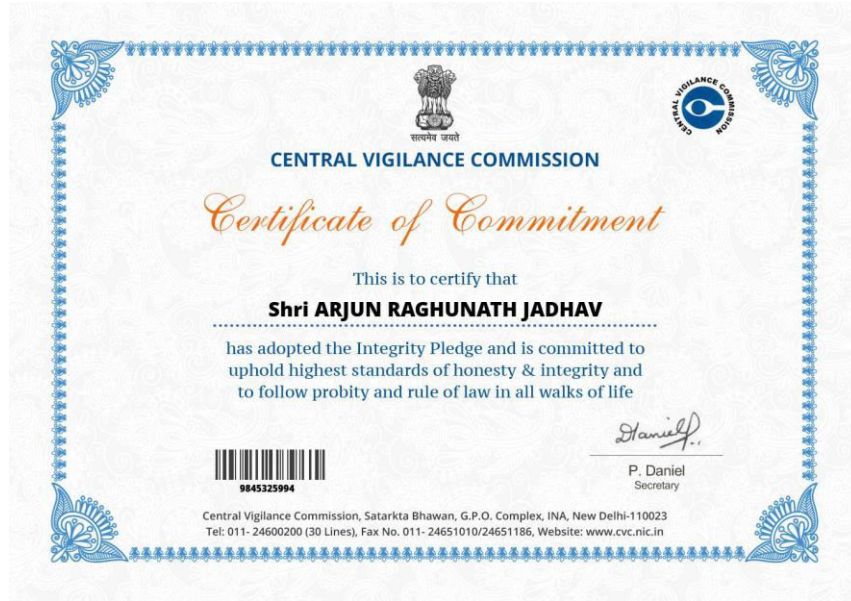 सत्यमेव जयते
CENTRAL VIGILANCE COMMISSION
CENTRAL VIGILANCE COMMISSION
Certificate of Commitment
This is to certify that
Shri ARJUN RAGHUNATH JADHAV
has adopted the Integrity Pledge and is committed to
uphold highest standards of honesty & integrity and
to follow probity and rule of law in all walks of life
DanielP.
P. Daniel
Secretary
9845325994
Central Vigilance Commission, Satarkta Bhawan, G.P.O. Complex, INA, New Delhi-110023
Tel: 011- 24600200 (30 Lines), Fax No. 011- 24651010/24651186, Website: www.cvc.nic.in